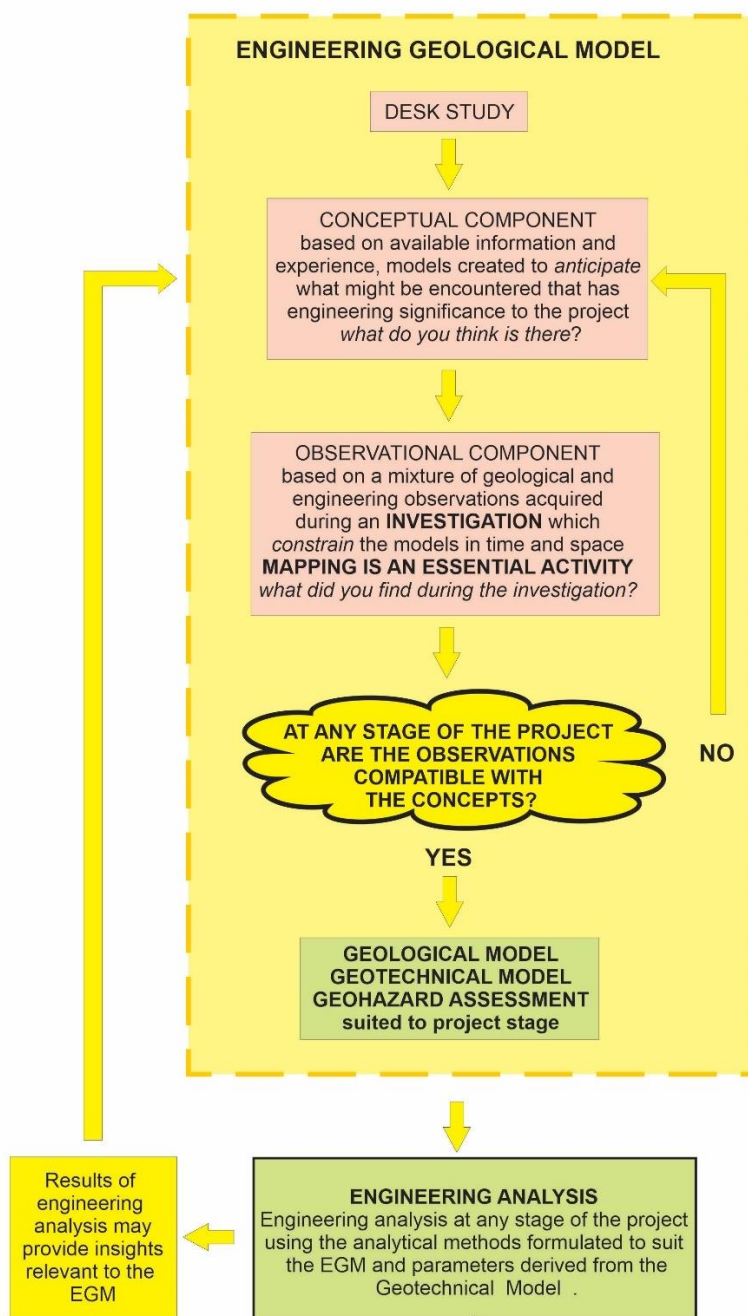 ENGINEERING GEOLOGICAL MODEL
DESK STUDY
CONCEPTUAL COMPONENT
based on available information and
experience, models created to anticipate
what might be encountered that has
engineering significance to the project
what do you think is there?
OBSERVATIONAL COMPONENT
based on a mixture of geological and
engineering observations acquired
during an INVESTIGATION which
constrain the models in time and space
MAPPING IS AN ESSENTIAL ACTIVITY
what did you find during the investigation?
AT ANY STAGE OF THE PROJECT
ARE THE OBSERVATIONS
COMPATIBLE WITH
THE CONCEPTS?
NO
YES
GEOLOGICAL MODEL
GEOTECHNICAL MODEL
GEOHAZARD ASSESSMENT
suited to project stage
ENGINEERING ANALYSIS
Engineering analysis at any stage of the project
using the analytical methods formulated to suit
the EGM and parameters derived from the
Geotechnical Model .
Results of
engineering
analysis may
provide insights
relevant to the
EGM